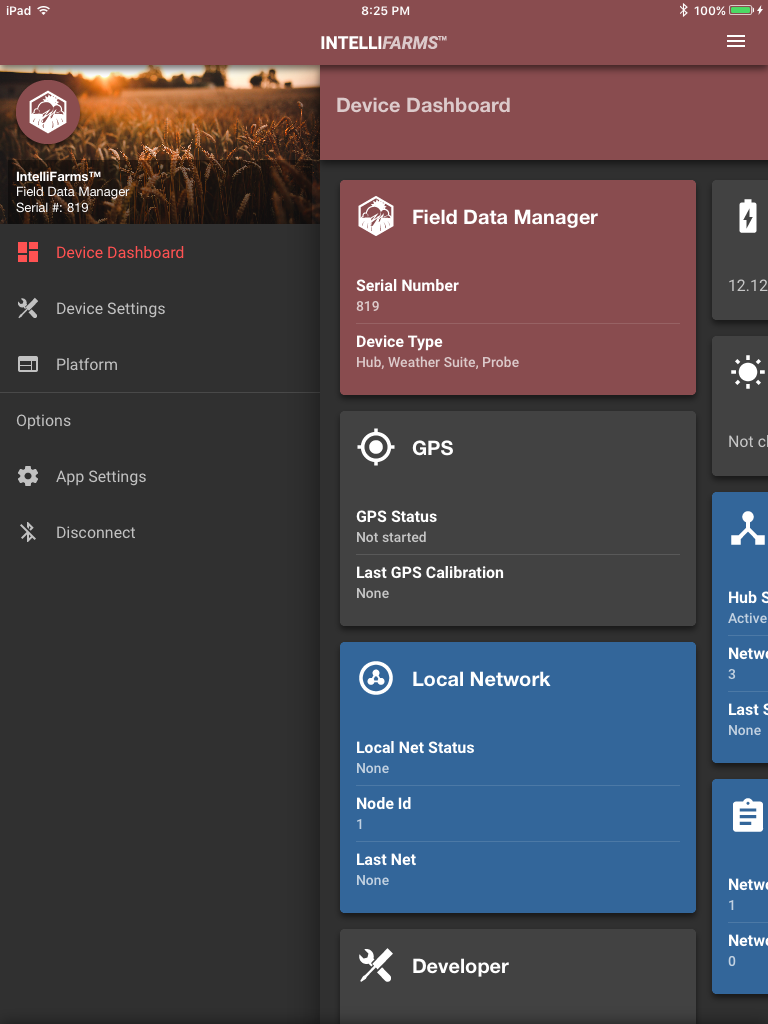 iPad
8:25 PM
100%
INTELLIFARMS™
IntelliFarms™
Field Data Manager
Serial #: 819
Device Dashboard
Device Settings
Platform
Options
App Settings
Disconnect
Device Dashboard
Field Data Manager
Serial Number
819
Device Type
Hub, Weather Suite, Probe
GPS
GPS Status
Not started
Last GPS Calibration
None
Local Network
Local Net Status
None
Node Id
1
Last Net
None
Developer
12.12
Not
Hub
Active
3
Last
None
1
0